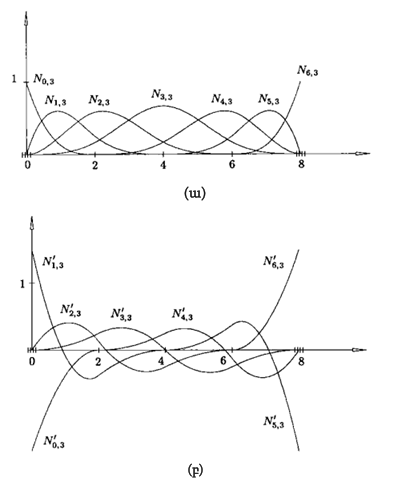 N₆,₃
1 N₀,₃
N₁,₃ N₂,₃ N₃,₃ N₄,₃ N₅,₃
0 2 4 6 8
(ա)
N′₁,₃ N′₆,₃
1
N′₂,₃ N′₃,₃ N′₄,₃
0 2 4 6 8
N′₀,₃ N′₅,₃
(բ)